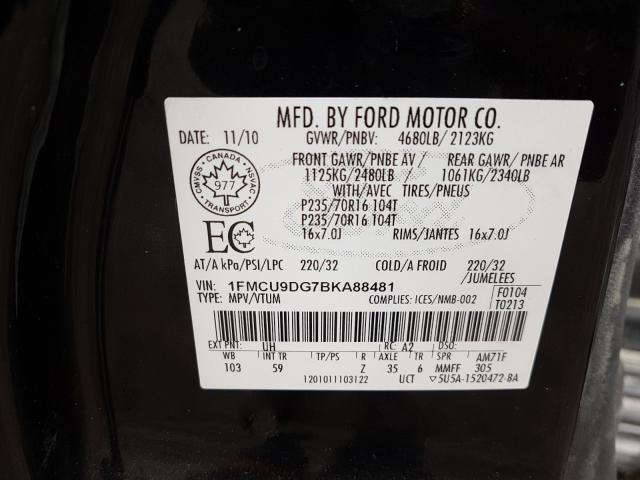 MFD. BY FORD MOTOR CO.
DATE: 11/10 GVWR/PNBV: 4680LB/ 2123KG
FRONT GAWR/PNBE AV / REAR GAWR/ PNBE AR
1125KG/2480LB 1061KG/2340LB
WITH/AVEC TIRES/PNEUS
P235/70R16 104T
P235/70R16 104T
16x7.0J RIMS/JANTES 16x7.0J
CANADA
CMVSS NSVAC
977
TRANSPORT
EC
AT/A kPa/PSI/LPC 220/32 COLD/A FROID 220/32
/JUMELEES
VIN: 1FMCU9DG7BKA88481
F0104
TYPE: MPV/VTUM COMPLIES: ICES/NMB-002 T0213
EXT PNT: UH RC: A2 DSO:
WB INT TR TP/PS R AXLE TR SPR AM71F
103 59 Z 35 6 MMFF 305
1201011103122 UCT ▽5U5A-1520472-BA